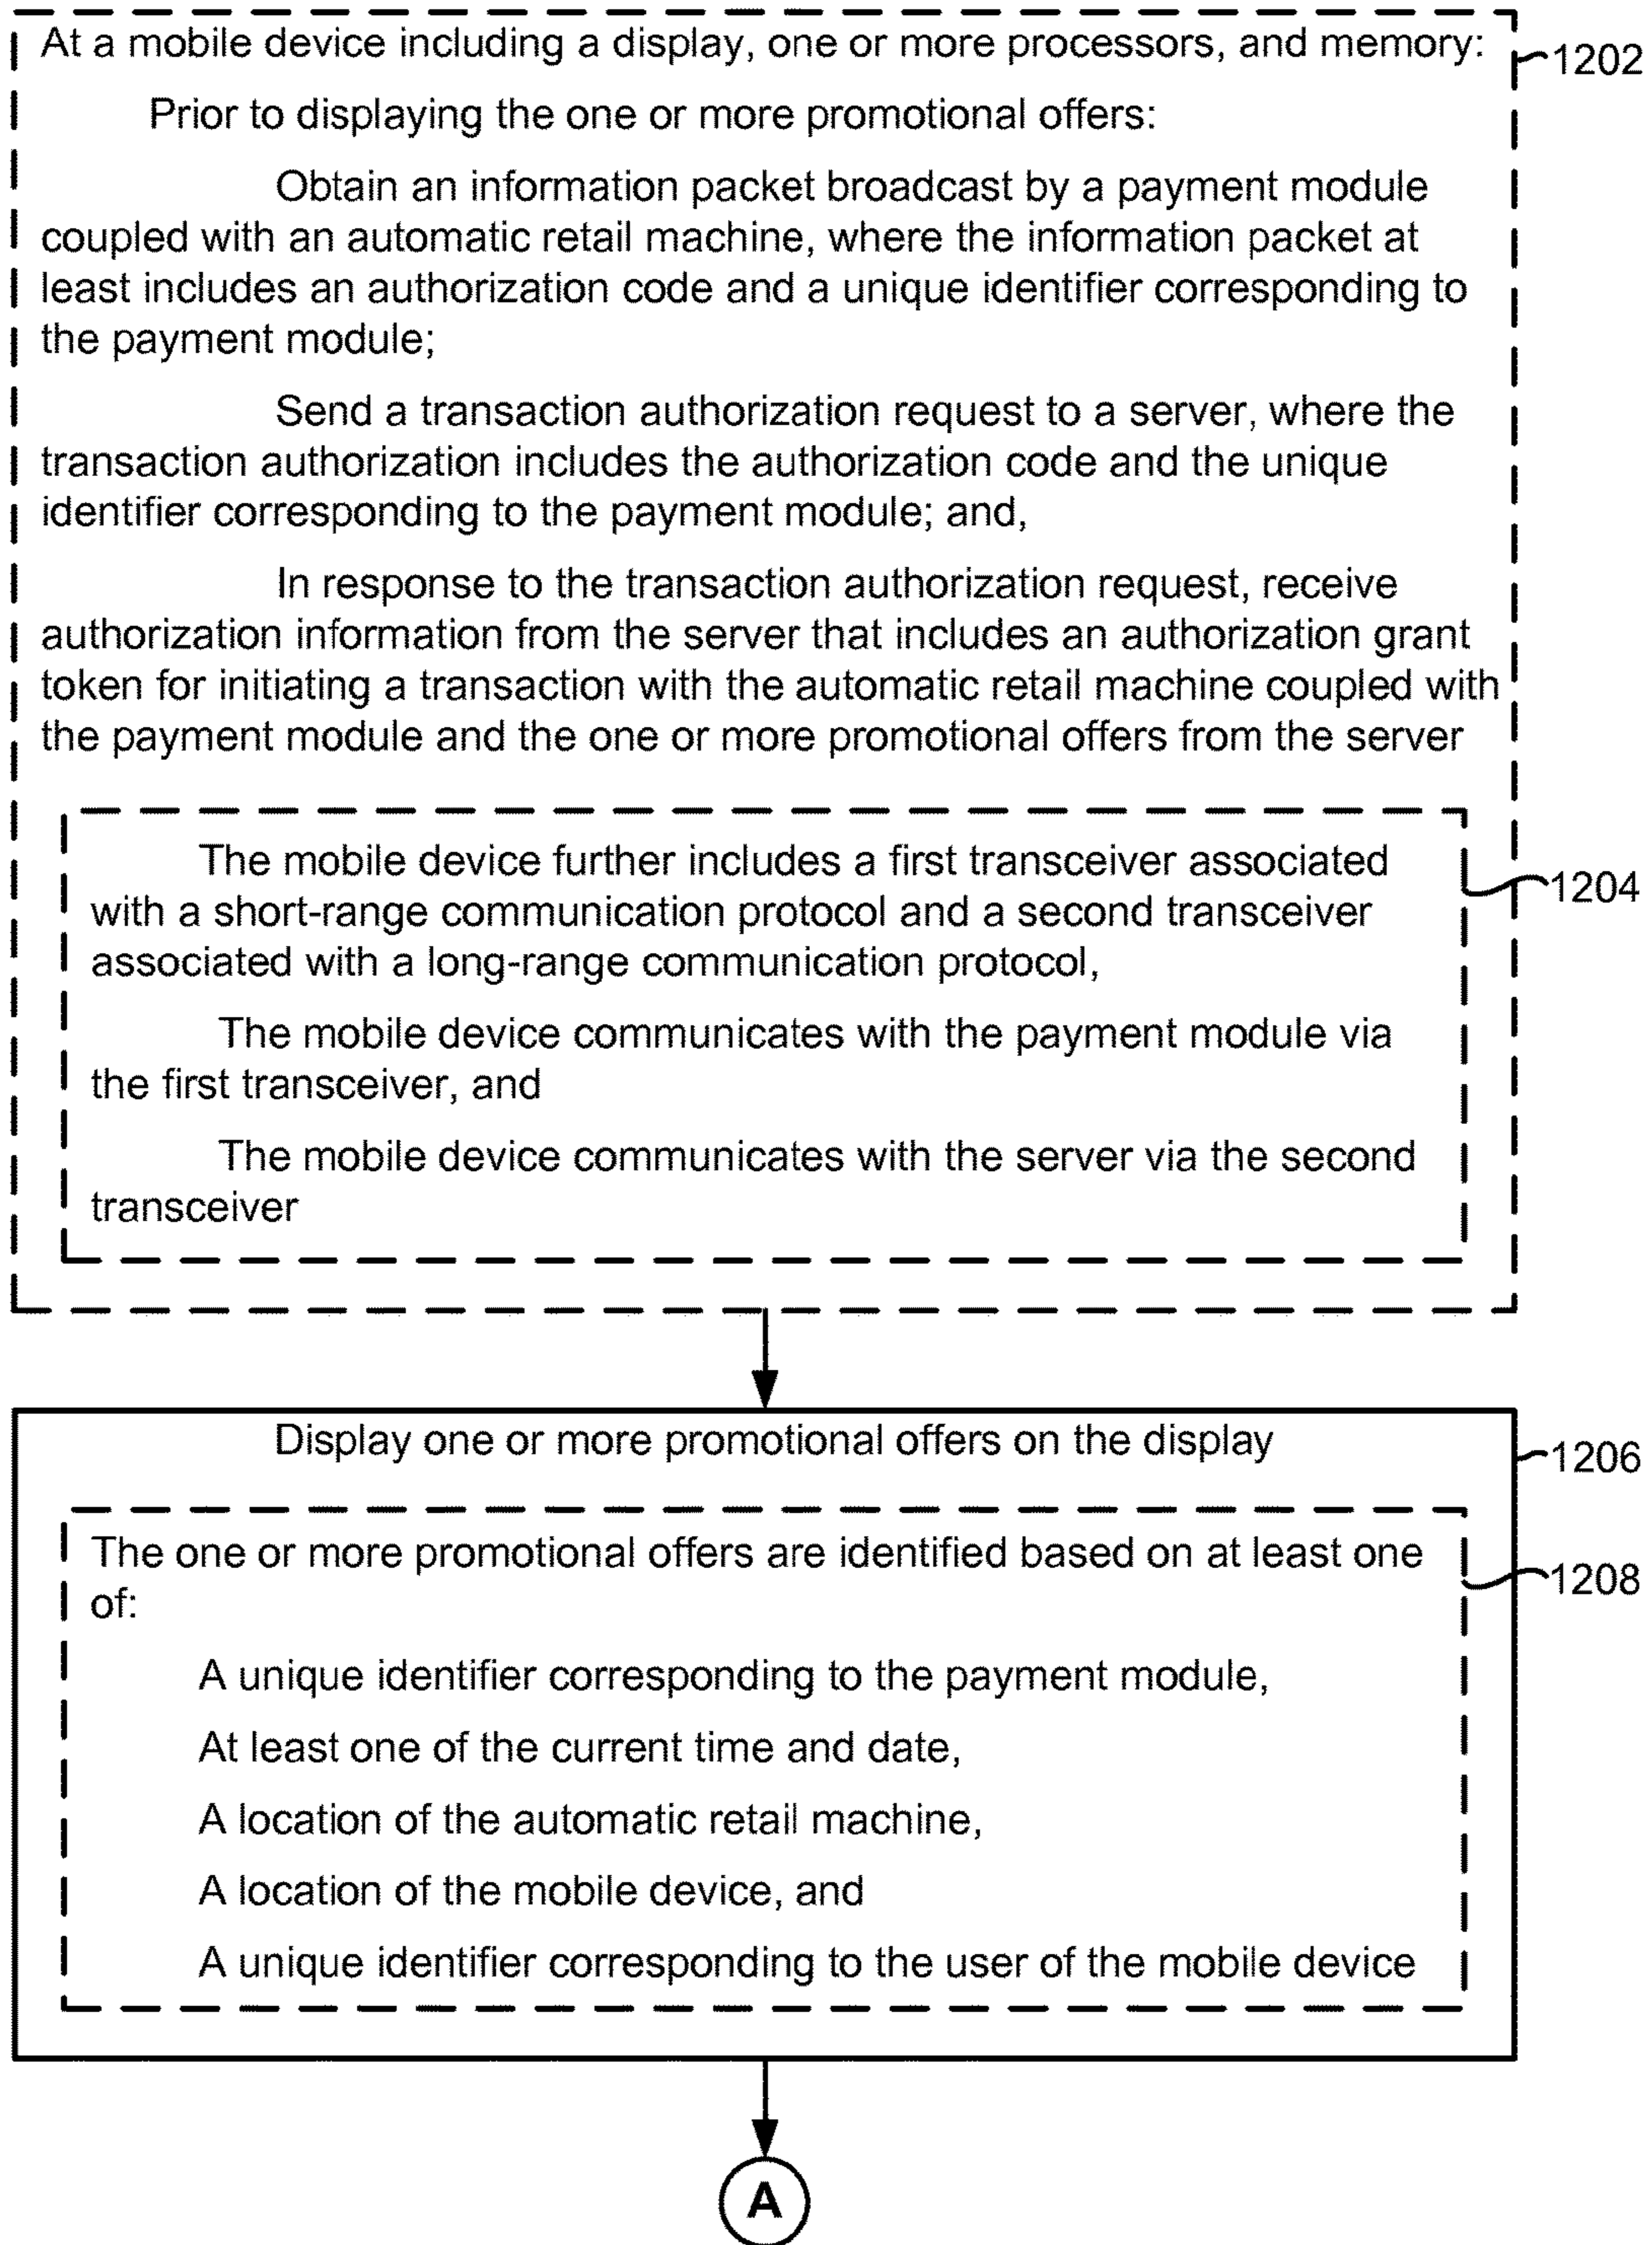 At a mobile device including a display, one or more processors, and memory:
1202
Prior to displaying the one or more promotional offers:
Obtain an information packet broadcast by a payment module
coupled with an automatic retail machine, where the information packet at
least includes an authorization code and a unique identifier corresponding to
the payment module;
Send a transaction authorization request to a server, where the
transaction authorization includes the authorization code and the unique
identifier corresponding to the payment module; and,
In response to the transaction authorization request, receive
authorization information from the server that includes an authorization grant
token for initiating a transaction with the automatic retail machine coupled with
the payment module and the one or more promotional offers from the server
The mobile device further includes a first transceiver associated
1204
with a short-range communication protocol and a second transceiver
associated with a long-range communication protocol,
The mobile device communicates with the payment module via
the first transceiver, and
The mobile device communicates with the server via the second
transceiver
Display one or more promotional offers on the display
1206
The one or more promotional offers are identified based on at least one
1208
of:
A unique identifier corresponding to the payment module,
At least one of the current time and date,
A location of the automatic retail machine,
A location of the mobile device, and
A unique identifier corresponding to the user of the mobile device
A